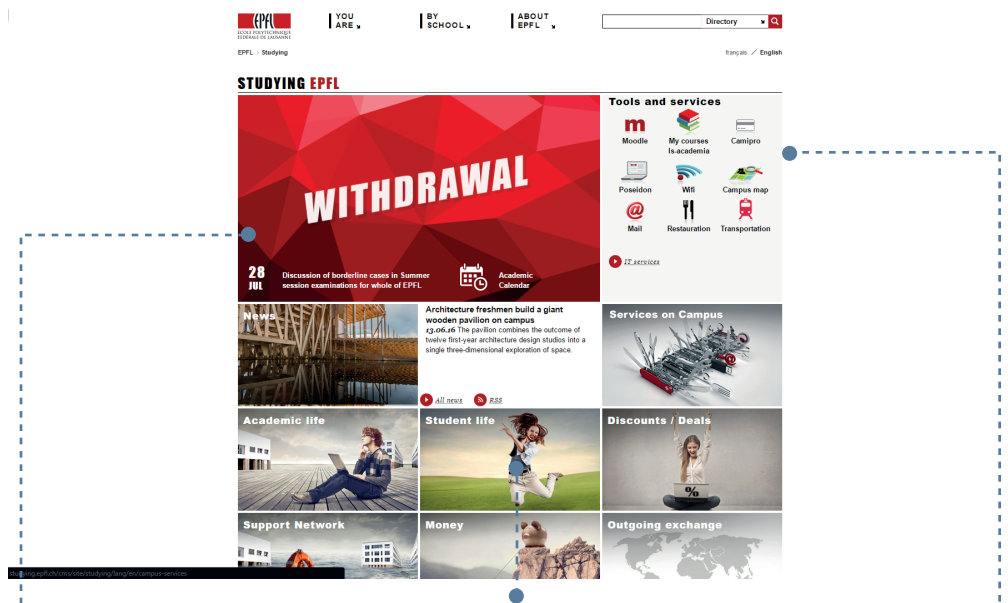 EPFL
ÉCOLE POLYTECHNIQUE
FÉDÉRALE DE LAUSANNE
YOU
ARE
BY
SCHOOL
ABOUT
EPFL
Directory
EPFL > Studying
français / English
STUDYING EPFL
WITHDRAWAL
28
JUL
Discussion of borderline cases in Summer
session examinations for whole of EPFL
Academic
Calendar
Tools and services
m
Moodle
My courses
Is-academia
Camipro
Poseidon
Wifi
Campus map
@
Mail
Restauration
Transportation
IT services
News
Architecture freshmen build a giant
wooden pavilion on campus
13.06.16 The pavilion combines the outcome of
twelve first-year architecture design studios into a
single three-dimensional exploration of space.
All news
RSS
Services on Campus
@
Academic life
Student life
Discounts / Deals
%
Support Network
Money
Outgoing exchange
studying.epfl.ch/cms/site/studying/lang/en/campus-services